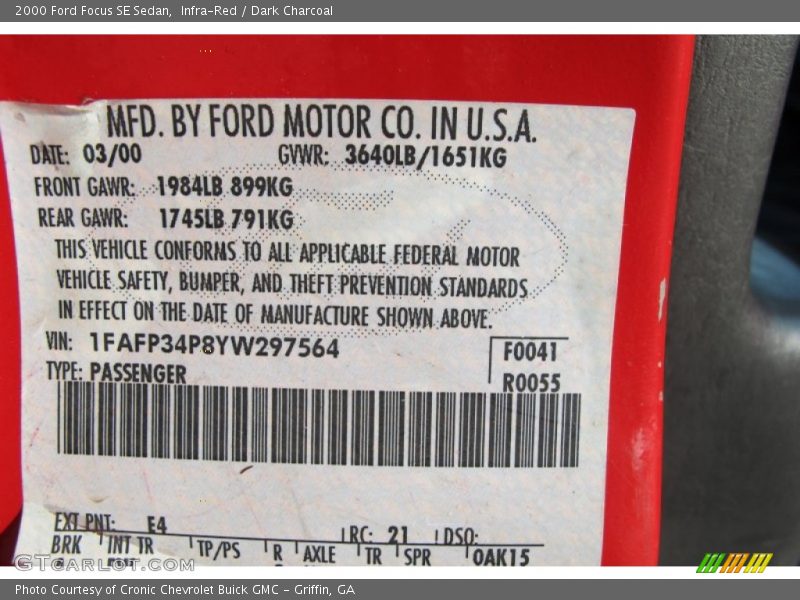 2000 Ford Focus SE Sedan,  Infra-Red / Dark Charcoal
MFD. BY FORD MOTOR CO. IN U.S.A.
DATE: 03/00 GVWR: 3640LB/1651KG
FRONT GAWR: 1984LB 899KG
REAR GAWR: 1745LB 791KG
THIS VEHICLE CONFORMS TO ALL APPLICABLE FEDERAL MOTOR
VEHICLE SAFETY, BUMPER, AND THEFT PREVENTION STANDARDS
IN EFFECT ON THE DATE OF MANUFACTURE SHOWN ABOVE.
VIN: 1FAFP34P8YW297564 F0041
TYPE: PASSENGER R0055
EXT PNT: E4 RC: 21 DSO:
BRK INT TR TP/PS R AXLE TR SPR 0AK15
GTCarLot.com
Photo Courtesy of Cronic Chevrolet Buick GMC - Griffin, GA